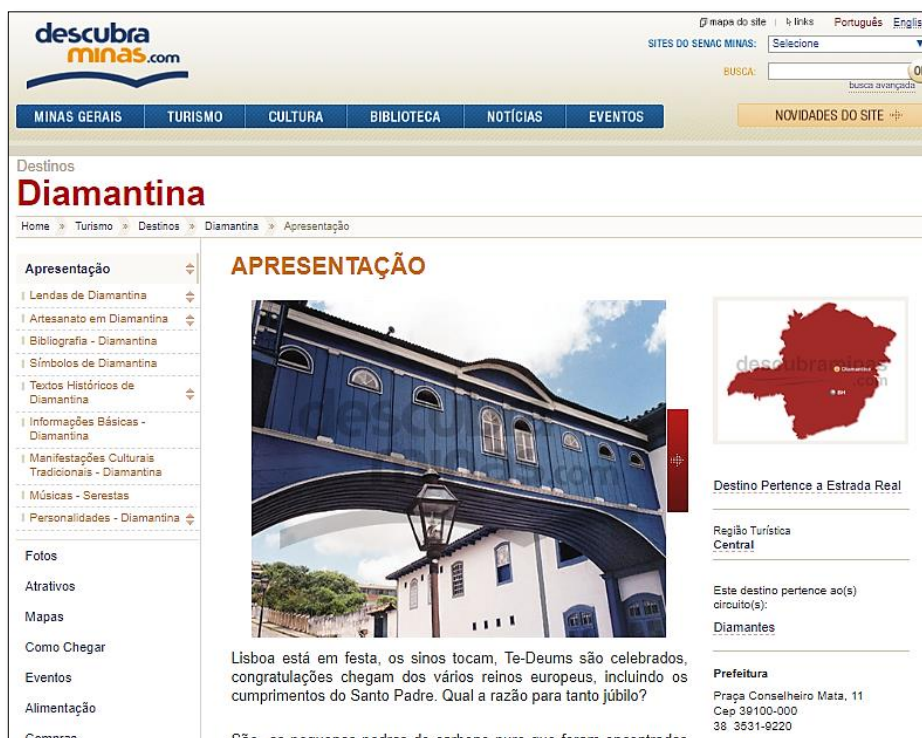 descubra
minas.com
mapa do site
links
Português
SITES DO SENAC MINAS:
Selecione
BUSCA:
busca avançada
MINAS GERAIS
TURISMO
CULTURA
BIBLIOTECA
NOTÍCIAS
EVENTOS
NOVIDADES DO SITE
Destinos
Diamantina
Home » Turismo » Destinos » Diamantina » Apresentação
Apresentação
Lendas de Diamantina
Artesanato em Diamantina
Bibliografia - Diamantina
Símbolos de Diamantina
Textos Históricos de
Diamantina
Informações Básicas -
Diamantina
Manifestações Culturais
Tradicionais - Diamantina
Músicas - Serestas
Personalidades - Diamantina
Fotos
Atrativos
Mapas
Como Chegar
Eventos
Alimentação
APRESENTAÇÃO
descubra
minas.com
Lisboa está em festa, os sinos tocam, Te-Deums são celebrados,
congratulações chegam dos vários reinos europeus, incluindo os
cumprimentos do Santo Padre. Qual a razão para tanto júbilo?
descubraminas
.com
Diamantina
BH
Destino Pertence a Estrada Real
Região Turística
Central
Este destino pertence ao(s)
circuito(s):
Diamantes
Prefeitura
Praça Conselheiro Mata, 11
Cep 39100-000
38 3531-9220